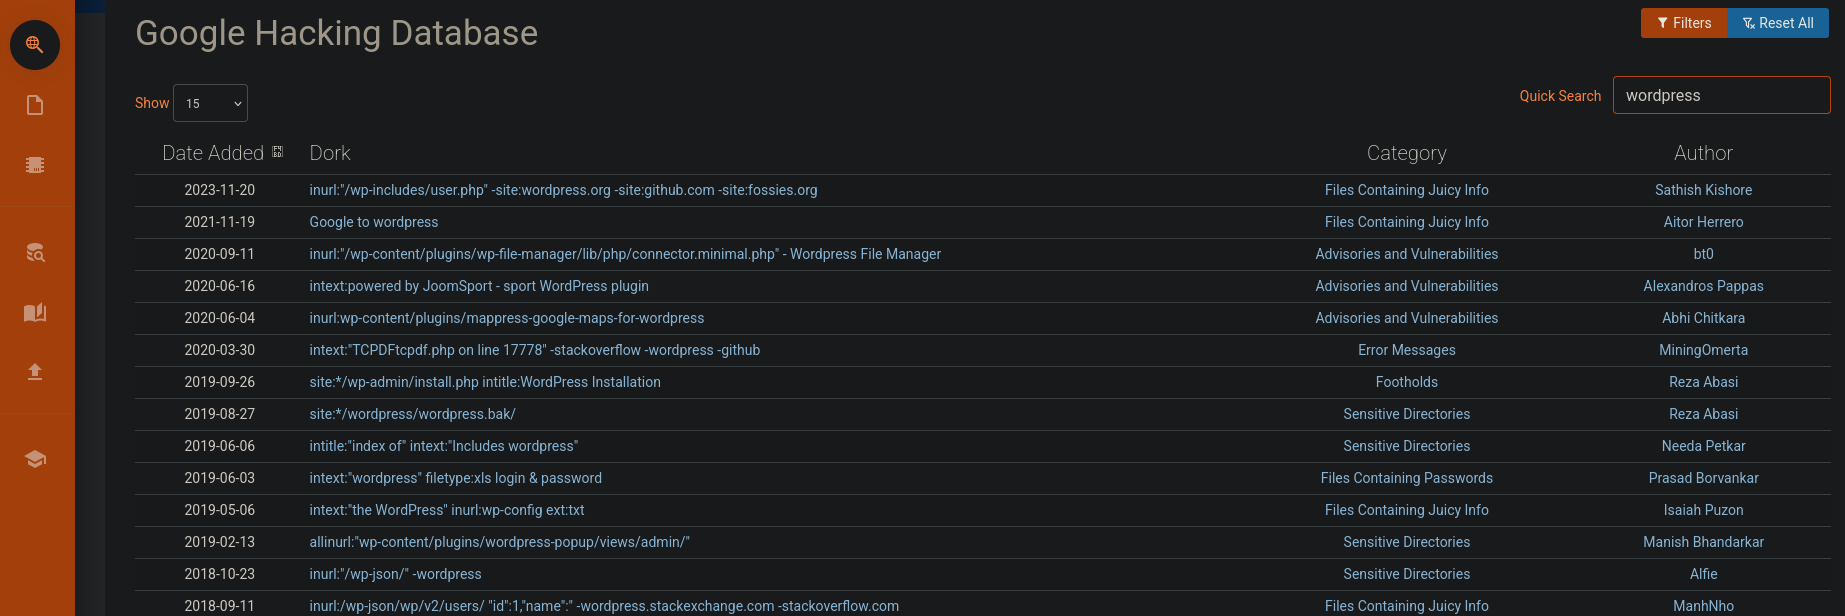 Google Hacking Database
Filters Reset All
Show 15
Quick Search wordpress
Date Added Dork Category Author
2023-11-20 inurl:"/wp-includes/user.php" -site:wordpress.org -site:github.com -site:fossies.org Files Containing Juicy Info Sathish Kishore
2021-11-19 Google to wordpress Files Containing Juicy Info Aitor Herrero
2020-09-11 inurl:"/wp-content/plugins/wp-file-manager/lib/php/connector.minimal.php" - Wordpress File Manager Advisories and Vulnerabilities bt0
2020-06-16 intext:powered by JoomSport - sport WordPress plugin Advisories and Vulnerabilities Alexandros Pappas
2020-06-04 inurl:wp-content/plugins/mappress-google-maps-for-wordpress Advisories and Vulnerabilities Abhi Chitkara
2020-03-30 intext:"TCPDFtcpdf.php on line 17778" -stackoverflow -wordpress -github Error Messages MiningOmerta
2019-09-26 site:*/wp-admin/install.php intitle:WordPress Installation Footholds Reza Abasi
2019-08-27 site:*/wordpress/wordpress.bak/ Sensitive Directories Reza Abasi
2019-06-06 intitle:"index of" intext:"Includes wordpress" Sensitive Directories Needa Petkar
2019-06-03 intext:"wordpress" filetype:xls login & password Files Containing Passwords Prasad Borvankar
2019-05-06 intext:"the WordPress" inurl:wp-config ext:txt Files Containing Juicy Info Isaiah Puzon
2019-02-13 allinurl:"wp-content/plugins/wordpress-popup/views/admin/" Sensitive Directories Manish Bhandarkar
2018-10-23 inurl:"/wp-json/" -wordpress Sensitive Directories Alfie
2018-09-11 inurl:/wp-json/wp/v2/users/ "id":1,"name":" -wordpress.stackexchange.com -stackoverflow.com Files Containing Juicy Info ManhNho